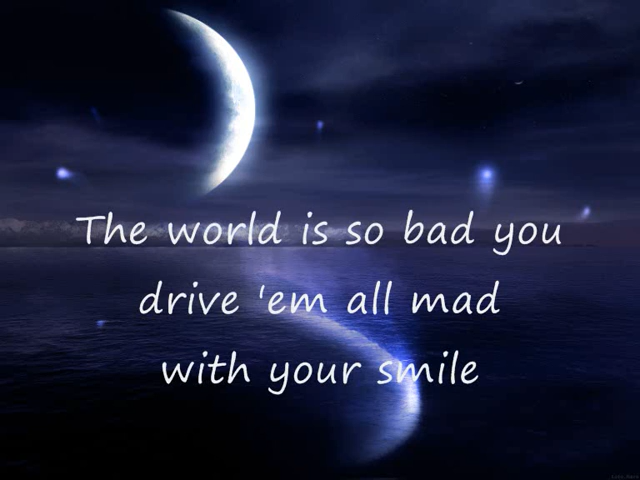 The world is so bad you
drive 'em all mad
with your smile